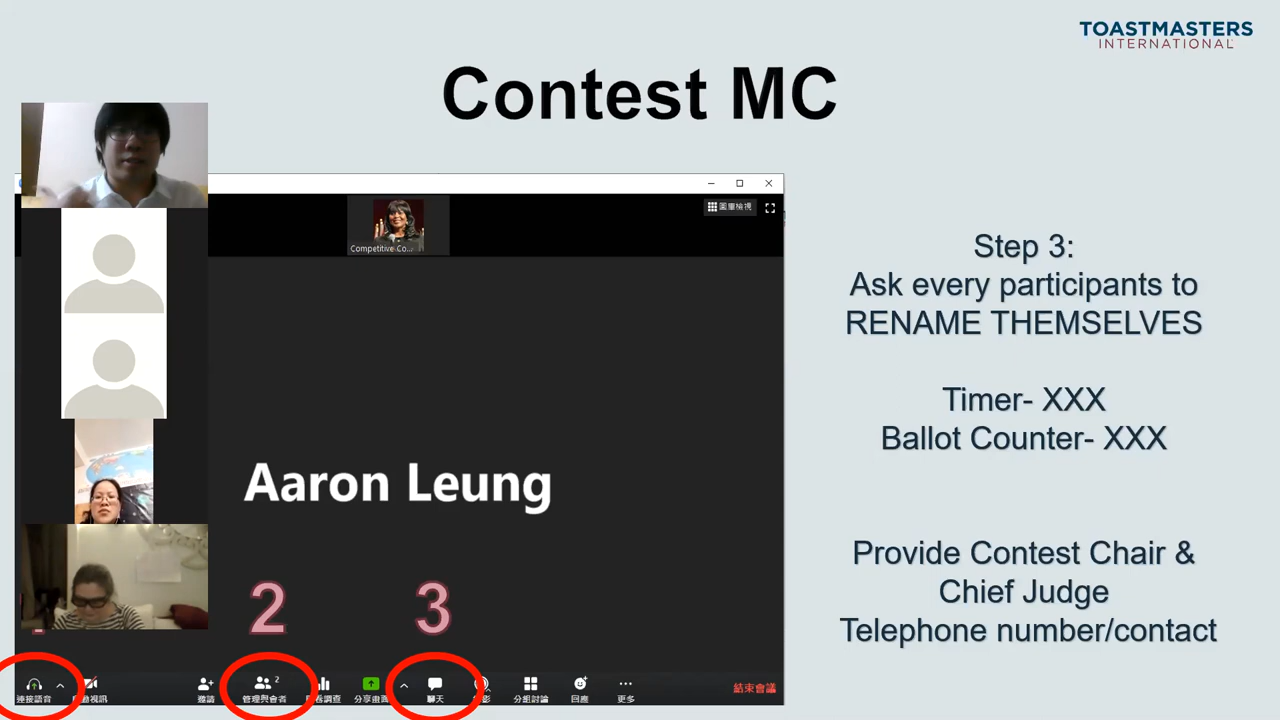 TOASTMASTERS
INTERNATIONAL
Contest MC
圖庫檢視
Competitive Co...
Step 3:
Ask every participants to
RENAME THEMSELVES
Timer- XXX
Ballot Counter- XXX
Aaron Leung
Provide Contest Chair &
Chief Judge
Telephone number/contact
2
3
2
連接語音
邀請
管理與會者
分享畫面
聊天
分組討論
回應
更多
結束會議